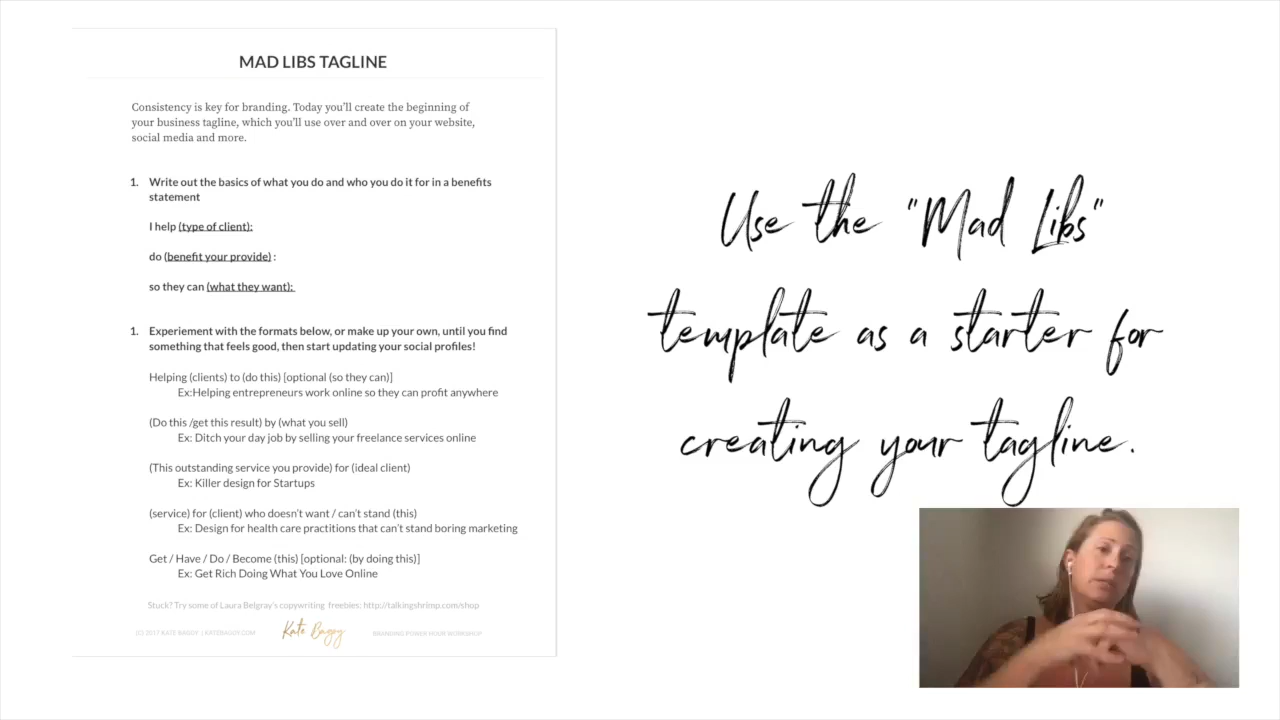 MAD LIBS TAGLINE
Consistency is key for branding. Today you'll create the beginning of
your business tagline, which you'll use over and over on your website,
social media and more.
1. Write out the basics of what you do and who you do it for in a benefits
statement
I help (type of client):
do (benefit your provide) :
so they can (what they want):
1. Experiement with the formats below, or make up your own, until you find
something that feels good, then start updating your social profiles!
Helping (clients) to (do this) [optional (so they can)]
Ex:Helping entrepreneurs work online so they can profit anywhere
(Do this /get this result) by (what you sell)
Ex: Ditch your day job by selling your freelance services online
(This outstanding service you provide) for (ideal client)
Ex: Killer design for Startups
(service) for (client) who doesn't want / can't stand (this)
Ex: Design for health care practitions that can't stand boring marketing
Get / Have / Do / Become (this) [optional: (by doing this)]
Ex: Get Rich Doing What You Love Online
Stuck? Try some of Laura Belgray's copywriting freebies: http://talkingshrimp.com/shop
(C) 2017 KATE BAGOY | KATEBAGOY.COM
Kate Bagoy
BRANDING POWER HOUR WORKSHOP
Use the "Mad Libs"
template as a starter for
creating your tagline.